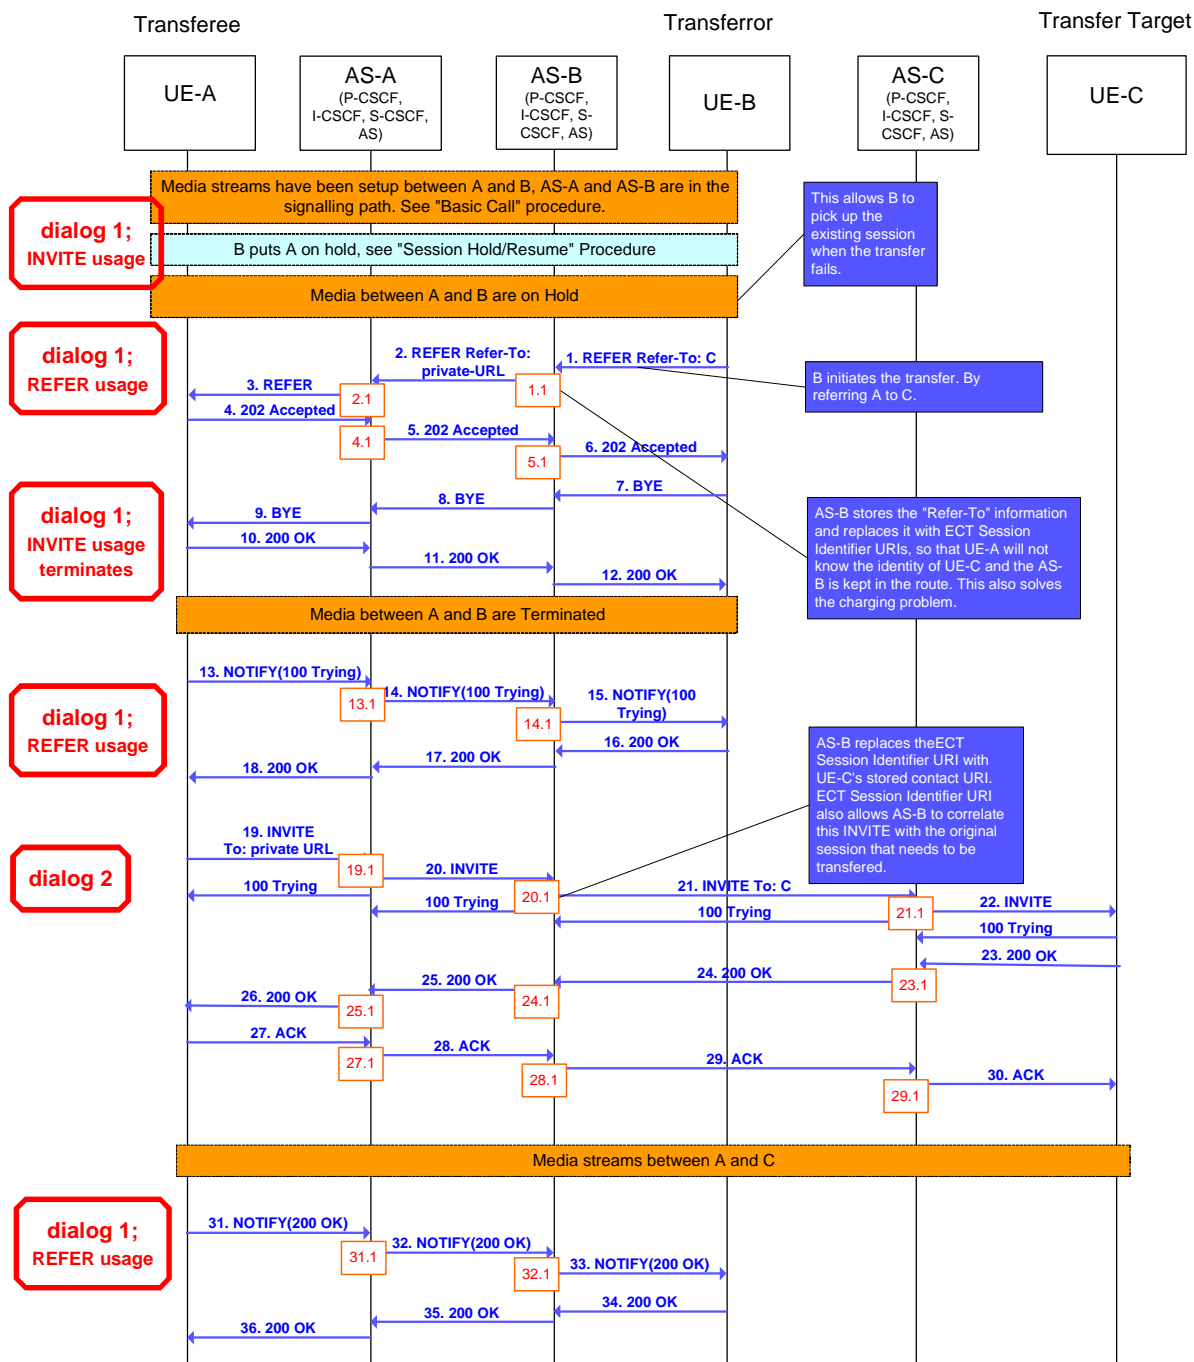 Transferee
Transferror
Transfer Target
UE-A
AS-A
(P-CSCF,
I-CSCF, S-CSCF,
AS)
AS-B
(P-CSCF,
I-CSCF, S-
CSCF, AS)
UE-B
AS-C
(P-CSCF,
I-CSCF, S-
CSCF, AS)
UE-C
Media streams have been setup between A and B, AS-A and AS-B are in the
signalling path. See "Basic Call" procedure.
This allows B to
pick up the
existing session
when the transfer
fails.
dialog 1;
INVITE usage
B puts A on hold, see "Session Hold/Resume" Procedure
Media between A and B are on Hold
dialog 1;
REFER usage
1. REFER Refer-To: C
2. REFER Refer-To:
private-URL
1.1
3. REFER
2.1
B initiates the transfer. By
referring A to C.
4. 202 Accepted
4.1
5. 202 Accepted
5.1
6. 202 Accepted
dialog 1;
INVITE usage
terminates
7. BYE
8. BYE
9. BYE
10. 200 OK
11. 200 OK
12. 200 OK
AS-B stores the "Refer-To" information
and replaces it with ECT Session
Identifier URIs, so that UE-A will not
know the identity of UE-C and the AS-
B is kept in the route. This also solves
the charging problem.
Media between A and B are Terminated
13. NOTIFY(100 Trying)
13.1
14. NOTIFY(100 Trying)
14.1
15. NOTIFY(100
Trying)
dialog 1;
REFER usage
16. 200 OK
17. 200 OK
18. 200 OK
AS-B replaces theECT
Session Identifier URI with
UE-C's stored contact URI.
ECT Session Identifier URI
also allows AS-B to correlate
this INVITE with the original
session that needs to be
transfered.
dialog 2
19. INVITE
To: private URL
19.1
20. INVITE
100 Trying
20.1
21. INVITE To: C
100 Trying
21.1
22. INVITE
100 Trying
100 Trying
23. 200 OK
23.1
24. 200 OK
24.1
25. 200 OK
25.1
26. 200 OK
27. ACK
27.1
28. ACK
28.1
29. ACK
29.1
30. ACK
Media streams between A and C
dialog 1;
REFER usage
31. NOTIFY(200 OK)
31.1
32. NOTIFY(200 OK)
32.1
33. NOTIFY(200 OK)
34. 200 OK
35. 200 OK
36. 200 OK